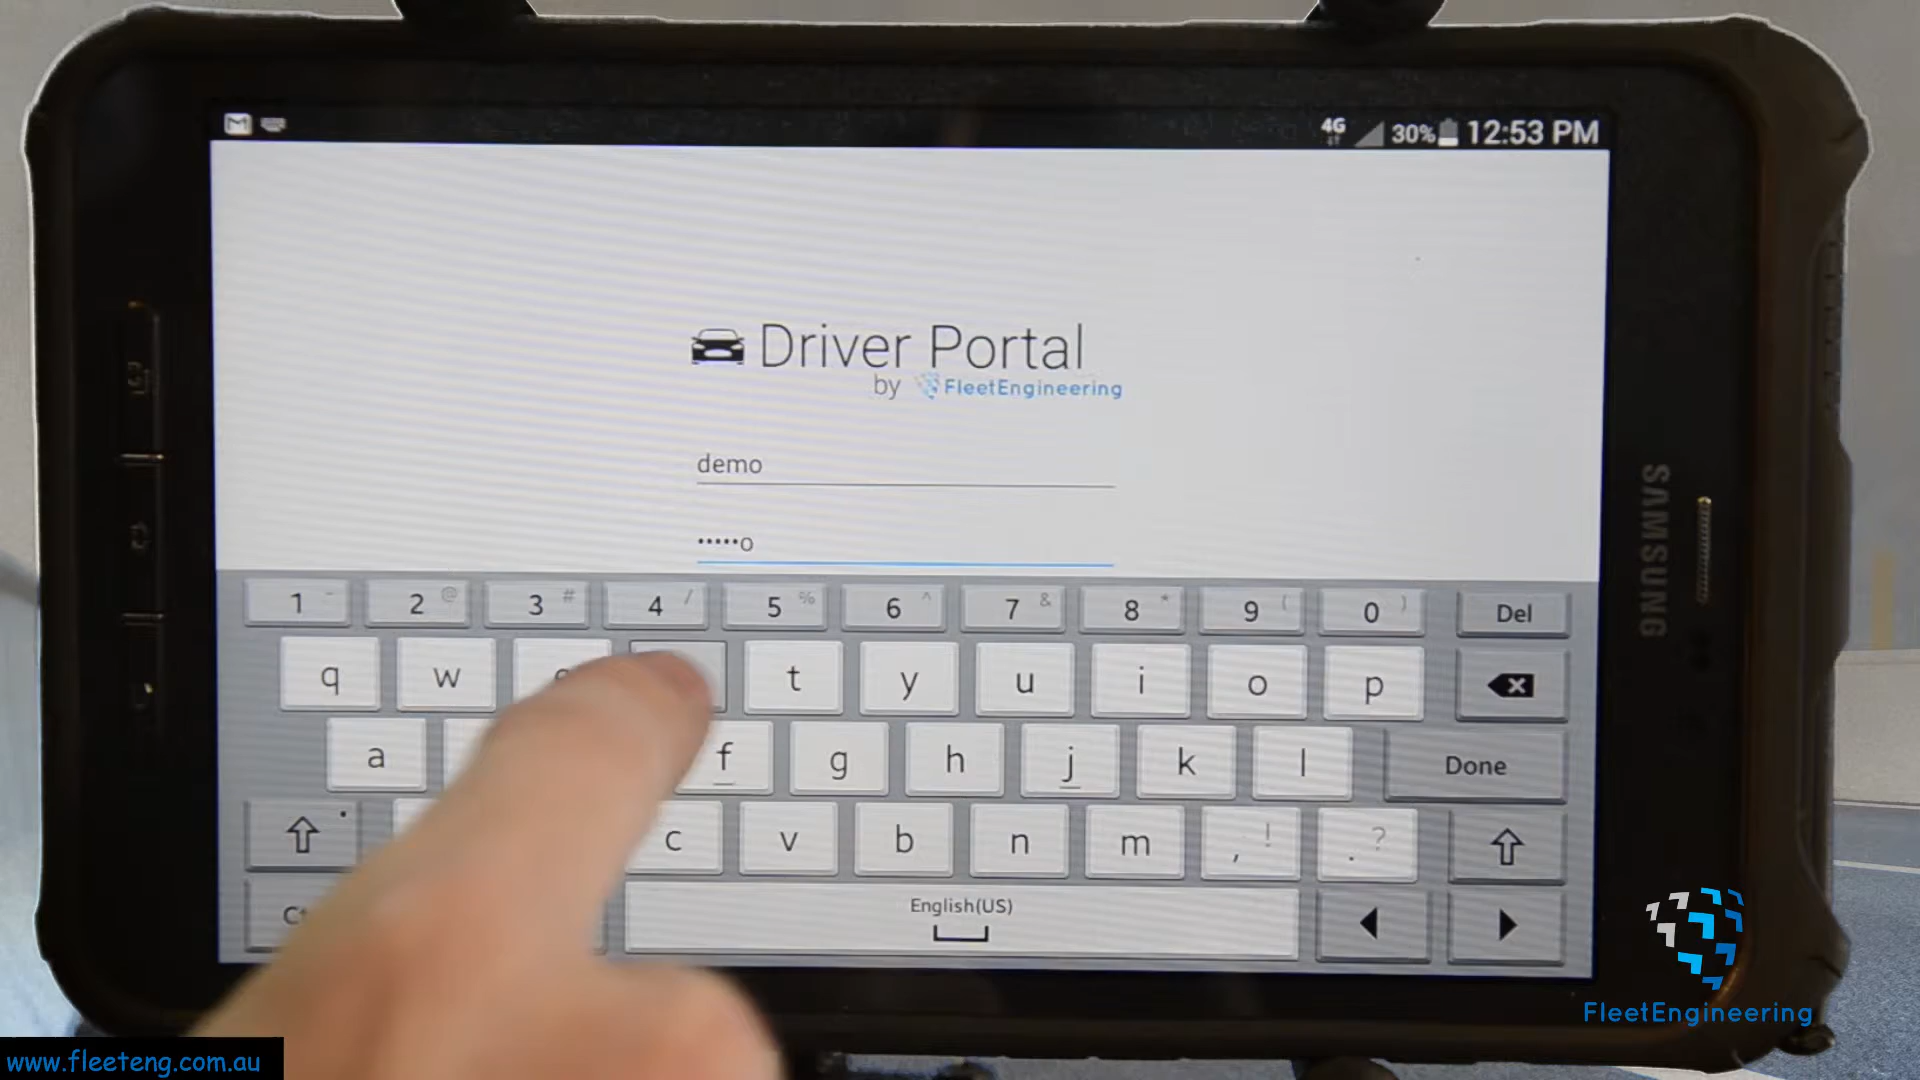 4G 30% 12:53 PM
Driver Portal
by FleetEngineering
demo
•••••o
1 - 2 @ 3 # 4 / 5 % 6 ^ 7 & 8 * 9 ( 0 ) Del
q w t y u i o p
a f g h j k l Done
c v b n m , ! . ?
English(US)
SAMSUNG
FleetEngineering
www.fleeteng.com.au